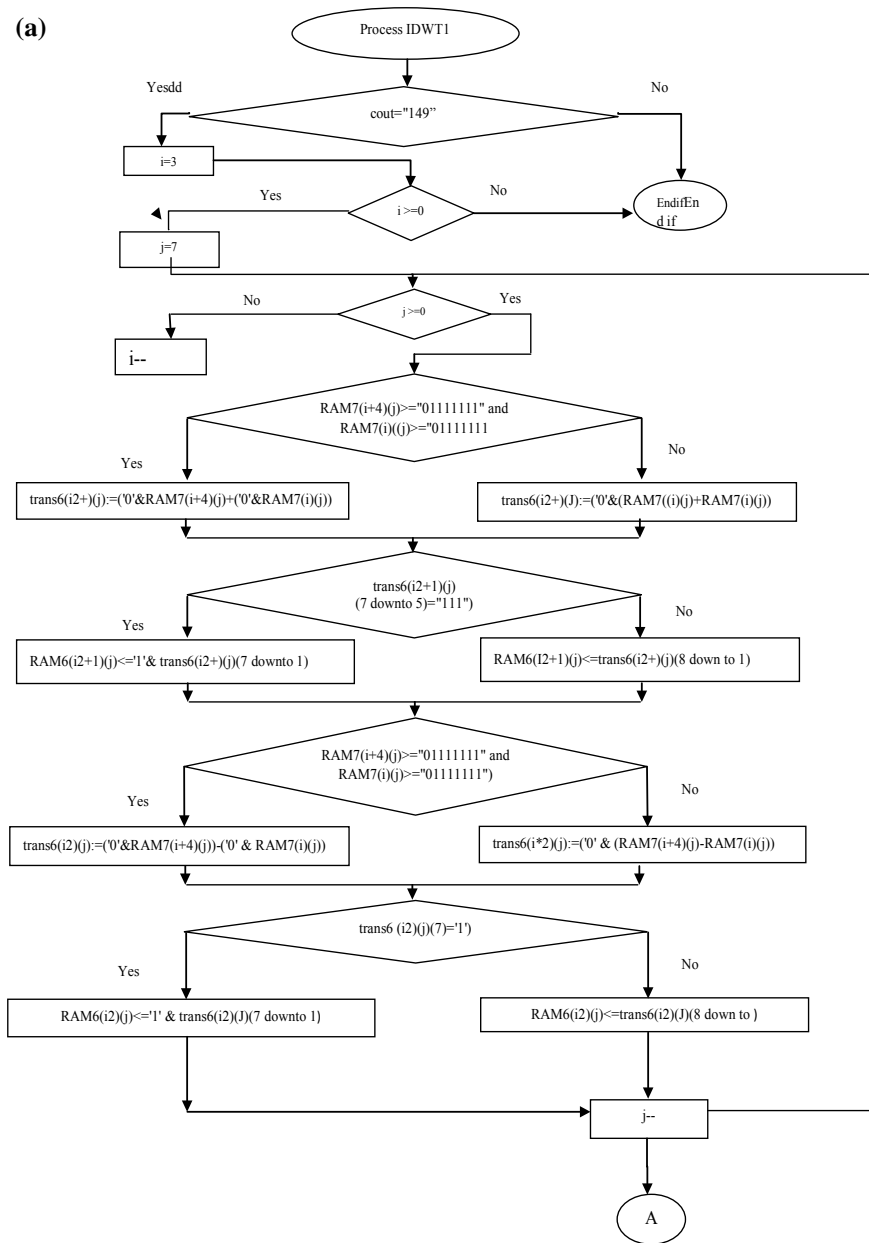 (a)
Process IDWT1
Yesdd
No
cout="149”
i=3
Yes
No
i >=0
EndifEn
d if
j=7
No
Yes
j >=0
i--
RAM7(i+4)(j)>="01111111" and
RAM7(i)((j)>="01111111
Yes
No
trans6(i2+)(j):=('0'&RAM7(i+4)(j)+('0'&RAM7(i)(j))
trans6(i2+)(J):=('0'&(RAM7((i)(j)+RAM7(i)(j))
trans6(i2+1)(j)
(7 downto 5)="111")
Yes
No
RAM6(i2+1)(j)<='1'& trans6(i2+)(j)(7 downto 1)
RAM6(I2+1)(j)<=trans6(i2+)(j)(8 down to 1)
RAM7(i+4)(j)>="01111111" and
RAM7(i)(j)>="01111111")
Yes
No
trans6(i2)(j):=('0'&RAM7(i+4)(j))-('0' & RAM7(i)(j))
trans6(i*2)(j):=('0' & (RAM7(i+4)(j)-RAM7(i)(j))
trans6 (i2)(j)(7)='1')
Yes
No
RAM6(i2)(j)<='1' & trans6(i2)(J)(7 downto 1)
RAM6(i2)(j)<=trans6(i2)(J)(8 down to )
j--
A